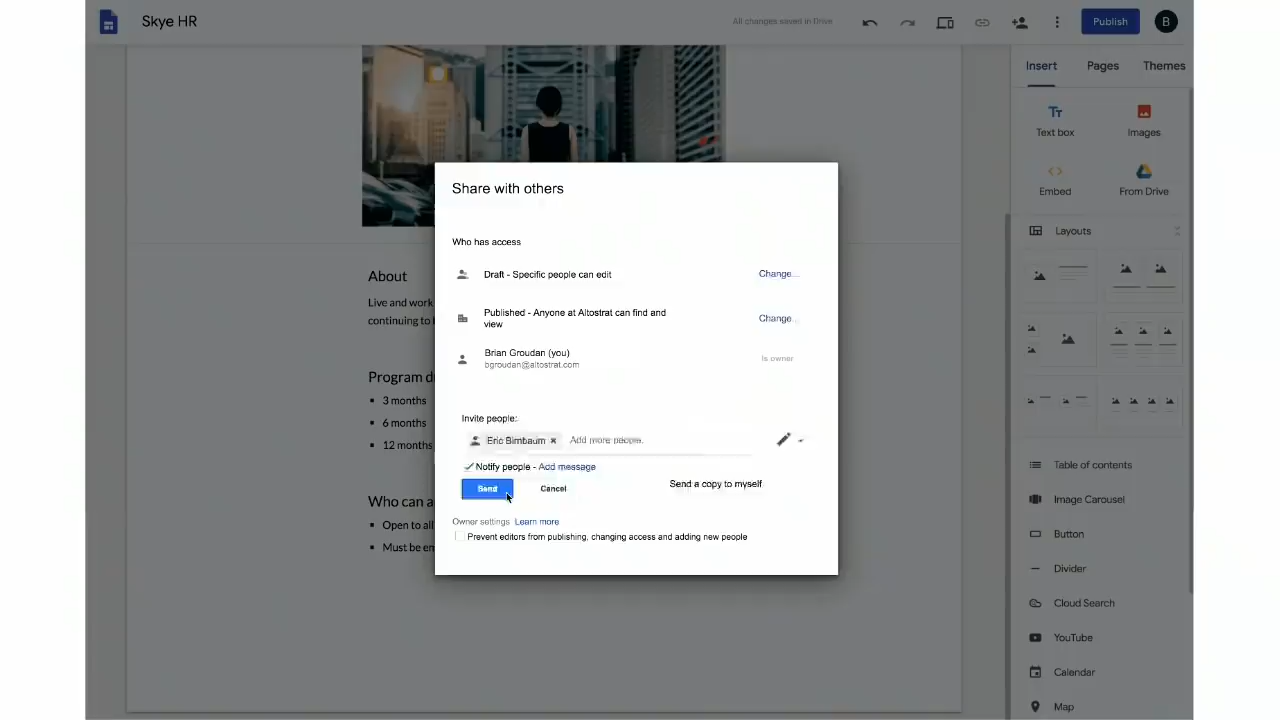 Skye HR
All changes saved in Drive
Publish
B
Insert
Pages
Themes
Text box
Images
Embed
From Drive
Layouts
Table of contents
Image Carousel
Button
Divider
Cloud Search
YouTube
Calendar
Map
About
Live and work
continuing to
Program
3 months
6 months
12 months
Who can a
Open to all
Must be em
Share with others
Who has access
Draft - Specific people can edit
Change...
Published - Anyone at Altostrat can find and
view
Change...
Brian Groudan (you)
Is owner
bgroudan@altostrat.com
Invite people:
Eric Birnbaum × Add more people.
Notify people - Add message
Send a copy to myself
Send
Cancel
Owner settings Learn more
Prevent editors from publishing, changing access and adding new people